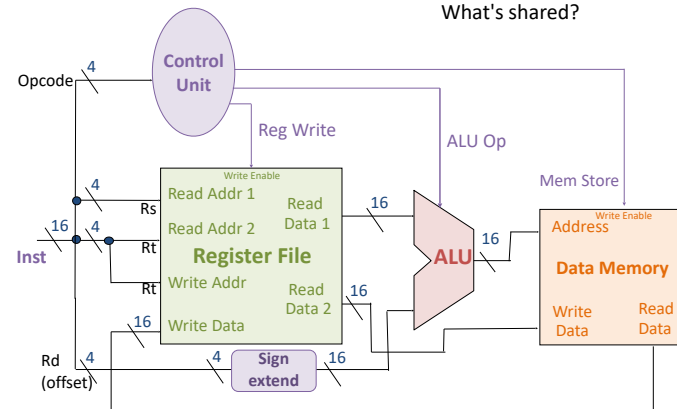 What's shared?
4
Control
Unit
Opcode
Reg Write
ALU Op
Mem Store
Write Enable
4
Read Addr 1
Rs
Read
Data 1
16
16
4
Read Addr 2
Rt
Inst
Register File
Rt
Write Addr
Read
Data 2
16
16
Write Data
ALU
16
Write Enable
Address
Data Memory
Write
Data
Read
Data
Rd
(offset)
4
4
Sign
extend
16